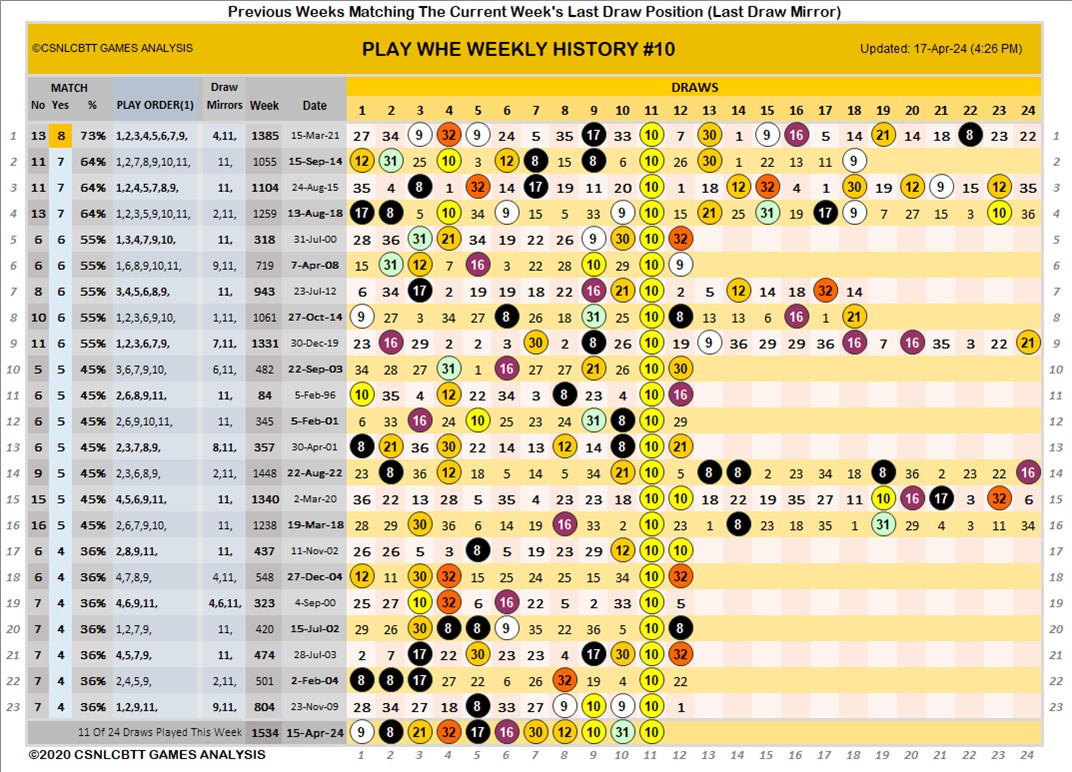 Previous Weeks Matching The Current Week's Last Draw Position (Last Draw Mirror)
©CSNLCBTT GAMES ANALYSIS PLAY WHE WEEKLY HISTORY #10 Updated: 17-Apr-24 (4:26 PM)
MATCH Draw DRAWS
No Yes % PLAY ORDER(1) Mirrors Week Date 1 2 3 4 5 6 7 8 9 10 11 12 13 14 15 16 17 18 19 20 21 22 23 24
1 13 8 73% 1,2,3,4,5,6,7,9, 4,11, 1385 15-Mar-21 27 34 9 32 9 24 5 35 17 33 10 7 30 1 9 16 5 14 21 14 18 8 23 22 1
2 11 7 64% 1,2,7,8,9,10,11, 11, 1055 15-Sep-14 12 31 25 10 3 12 8 15 8 6 10 26 30 1 22 13 11 9 2
3 11 7 64% 1,2,4,5,7,8,9, 11, 1104 24-Aug-15 35 4 8 1 32 14 17 19 11 20 10 1 18 12 32 4 1 30 19 12 9 15 12 35 3
4 13 7 64% 1,2,3,5,9,10,11, 2,11, 1259 13-Aug-18 17 8 5 10 34 9 15 5 33 9 10 15 21 25 31 19 17 9 7 27 15 3 10 36 4
5 6 6 55% 1,3,4,7,9,10, 11, 318 31-Jul-00 28 36 31 21 34 19 22 26 9 30 10 32 5
6 6 6 55% 1,6,8,9,10,11, 9,11, 719 7-Apr-08 15 31 12 7 16 3 22 28 10 29 10 9 6
7 8 6 55% 3,4,5,6,8,9, 11, 943 23-Jul-12 6 34 17 2 19 19 18 22 16 21 10 2 5 12 14 18 32 14 7
8 10 6 55% 1,2,3,6,9,10, 11, 1061 27-Oct-14 9 27 3 34 27 8 26 18 31 25 10 8 13 13 6 16 1 21 8
9 11 6 55% 1,2,3,6,7,9, 7,11, 1331 30-Dec-19 23 16 29 2 2 3 30 2 8 26 10 19 9 36 29 29 36 16 7 16 35 3 22 21 9
10 5 5 45% 3,6,7,9,10, 6,11, 482 22-Sep-03 34 28 27 31 1 16 27 27 21 26 10 30 10
11 6 5 45% 2,6,8,9,11, 11, 84 5-Feb-96 10 35 4 12 22 34 3 8 23 4 10 16 11
12 6 5 45% 2,6,9,10,11, 11, 345 5-Feb-01 6 33 16 24 10 25 23 24 31 8 10 29 12
13 6 5 45% 2,3,7,8,9, 8,11, 357 30-Apr-01 8 21 36 30 22 14 13 12 14 8 10 21 13
14 9 5 45% 2,3,6,8,9, 2,11, 1448 22-Aug-22 23 8 36 12 18 5 14 5 34 21 10 5 8 8 2 23 34 18 8 36 2 23 22 16 14
15 15 5 45% 4,5,6,9,11, 11, 1340 2-Mar-20 36 22 13 28 5 35 4 23 23 18 10 10 18 22 19 35 27 11 10 16 17 3 32 6 15
16 16 5 45% 2,6,7,9,10, 11, 1238 19-Mar-18 28 29 30 36 6 14 19 16 33 2 10 23 1 8 23 18 35 1 31 29 4 3 11 34 16
17 6 4 36% 2,8,9,11, 11, 437 11-Nov-02 26 26 5 3 8 5 19 23 29 12 10 10 17
18 6 4 36% 4,7,8,9, 4,11, 548 27-Dec-04 12 11 30 32 15 25 24 25 15 34 10 32 18
19 7 4 36% 4,6,9,11, 4,6,11, 323 4-Sep-00 25 27 10 32 6 16 22 5 2 33 10 5 19
20 7 4 36% 1,2,7,9, 11, 420 15-Jul-02 29 26 30 8 8 9 35 22 36 5 10 8 20
21 7 4 36% 4,5,7,9, 11, 474 28-Jul-03 2 7 17 22 30 23 23 4 17 30 10 32 21
22 7 4 36% 2,4,5,9, 2,11, 501 2-Feb-04 8 8 17 27 22 6 26 32 19 4 10 22 22
23 7 4 36% 1,2,9,11, 9,11, 804 23-Nov-09 28 34 27 18 8 33 27 9 10 9 10 1 23
11 Of 24 Draws Played This Week 1534 15-Apr-24 9 8 21 32 17 16 30 12 10 31 10
©2020 CSNLCBTT GAMES ANALYSIS 1 2 3 4 5 6 7 8 9 10 11 12 13 14 15 16 17 18 19 20 21 22 23 24